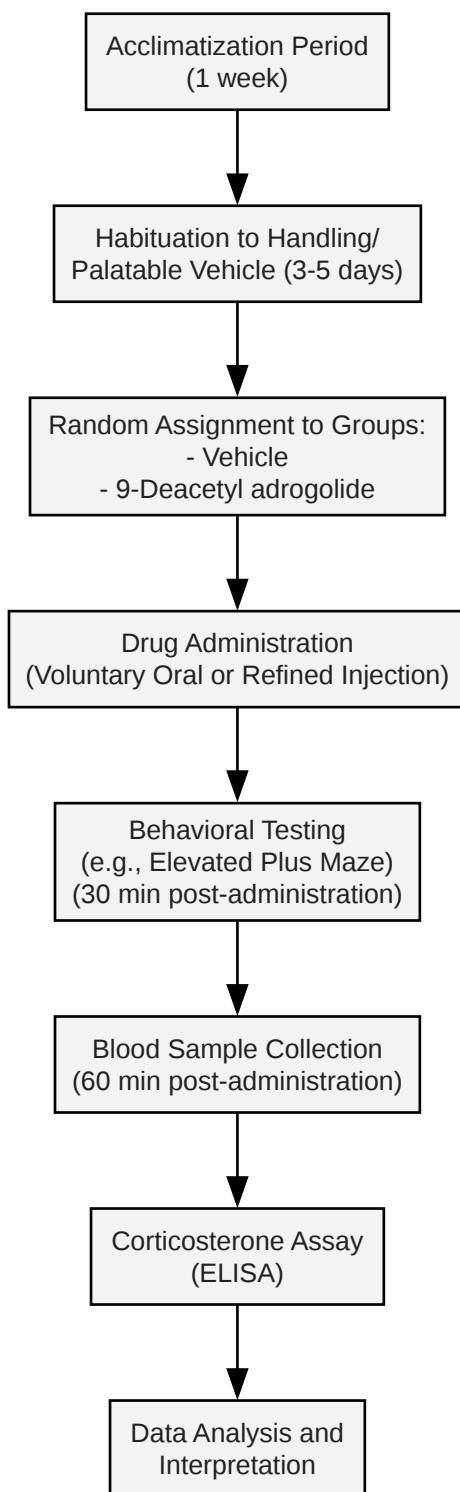 Acclimatization Period
(1 week)
Habituation to Handling/
Palatable Vehicle (3-5 days)
Random Assignment to Groups:
- Vehicle
- 9-Deacetyl adrogolide
Drug Administration
(Voluntary Oral or Refined Injection)
Behavioral Testing
(e.g., Elevated Plus Maze)
(30 min post-administration)
Blood Sample Collection
(60 min post-administration)
Corticosterone Assay
(ELISA)
Data Analysis and
Interpretation